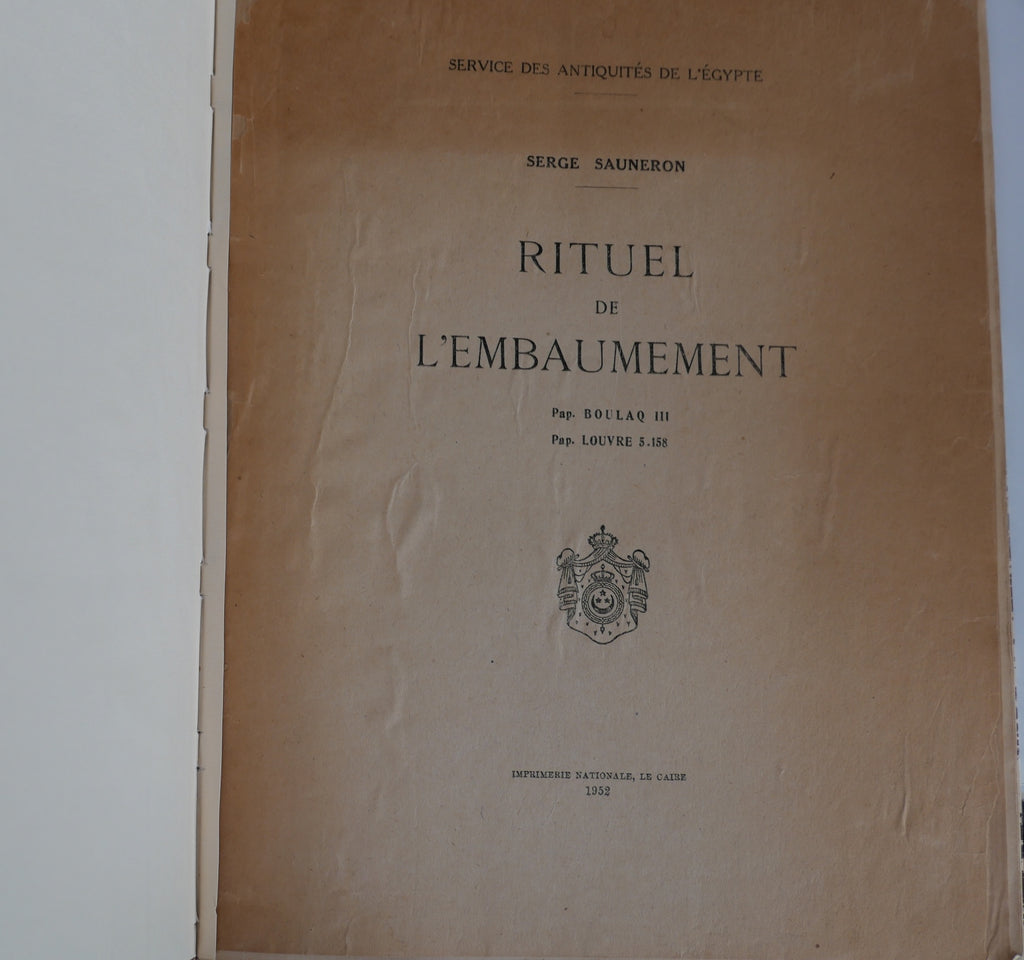 SERVICE DES ANTIQUITÉS DE L'ÉGYPTE
SERGE SAUNERON
RITUEL
DE
L'EMBAUMEMENT
Pap. BOULAQ III
Pap. LOUVRE 5.158
IMPRIMERIE NATIONALE, LE CAIRE
1952